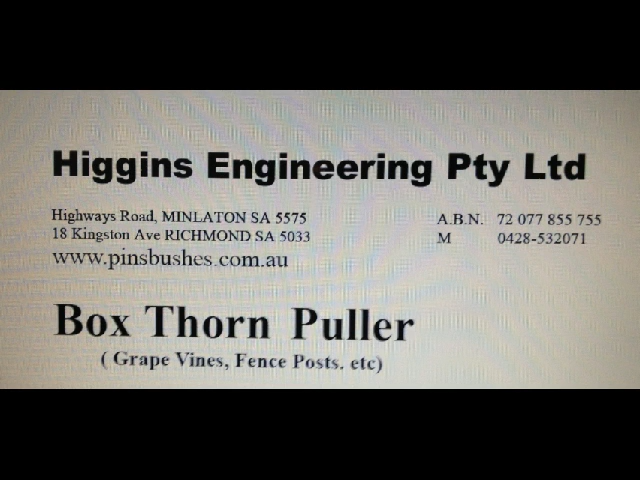 Higgins Engineering Pty Ltd
Highways Road, MINLATON SA 5575 A.B.N. 72 077 855 755
18 Kingston Ave RICHMOND SA 5033 M 0428-532071
www.pinsbushes.com.au
Box Thorn Puller
( Grape Vines, Fence Posts. etc)